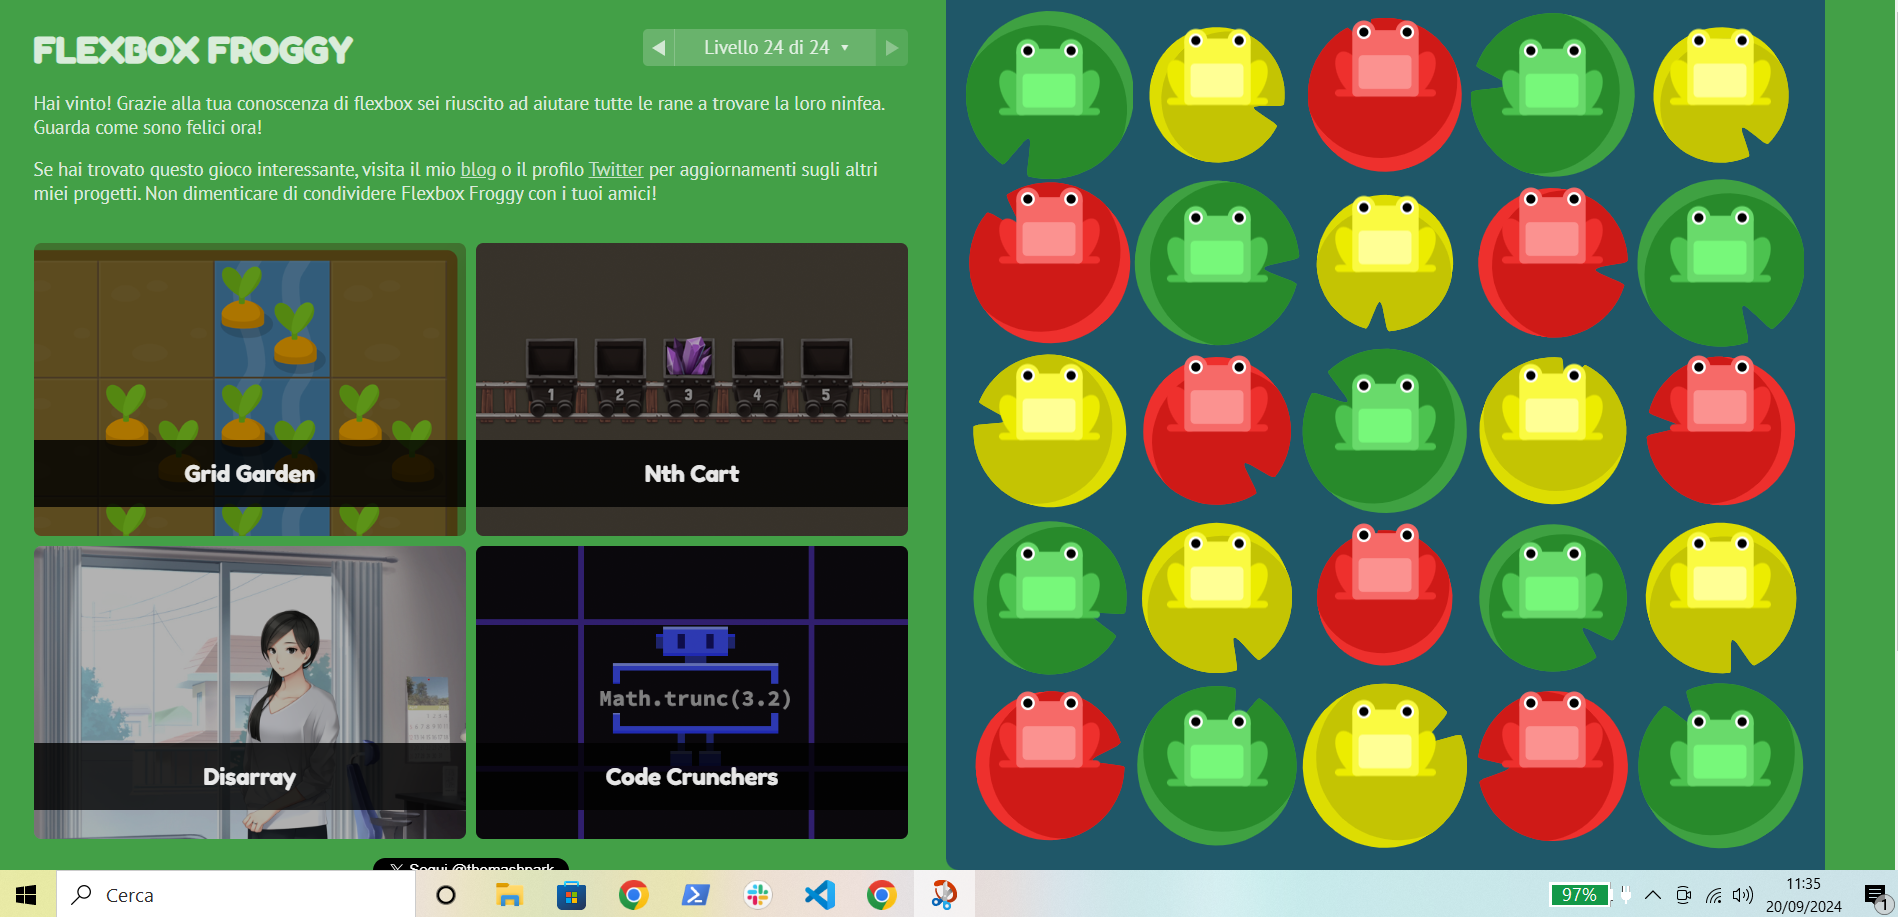 FLEXBOX FROGGY
Livello 24 di 24
Hai vinto! Grazie alla tua conoscenza di flexbox sei riuscito ad aiutare tutte le rane a trovare la loro ninfea.
Guarda come sono felici ora!
Se hai trovato questo gioco interessante, visita il mio blog o il profilo Twitter per aggiornamenti sugli altri
miei progetti. Non dimenticare di condividere Flexbox Froggy con i tuoi amici!
Grid Garden
1 2 3 4 5
Nth Cart
Disarray
Math.trunc(3.2)
Code Crunchers
Segui @thomashpark
Cerca
97%
11:35
20/09/2024
1